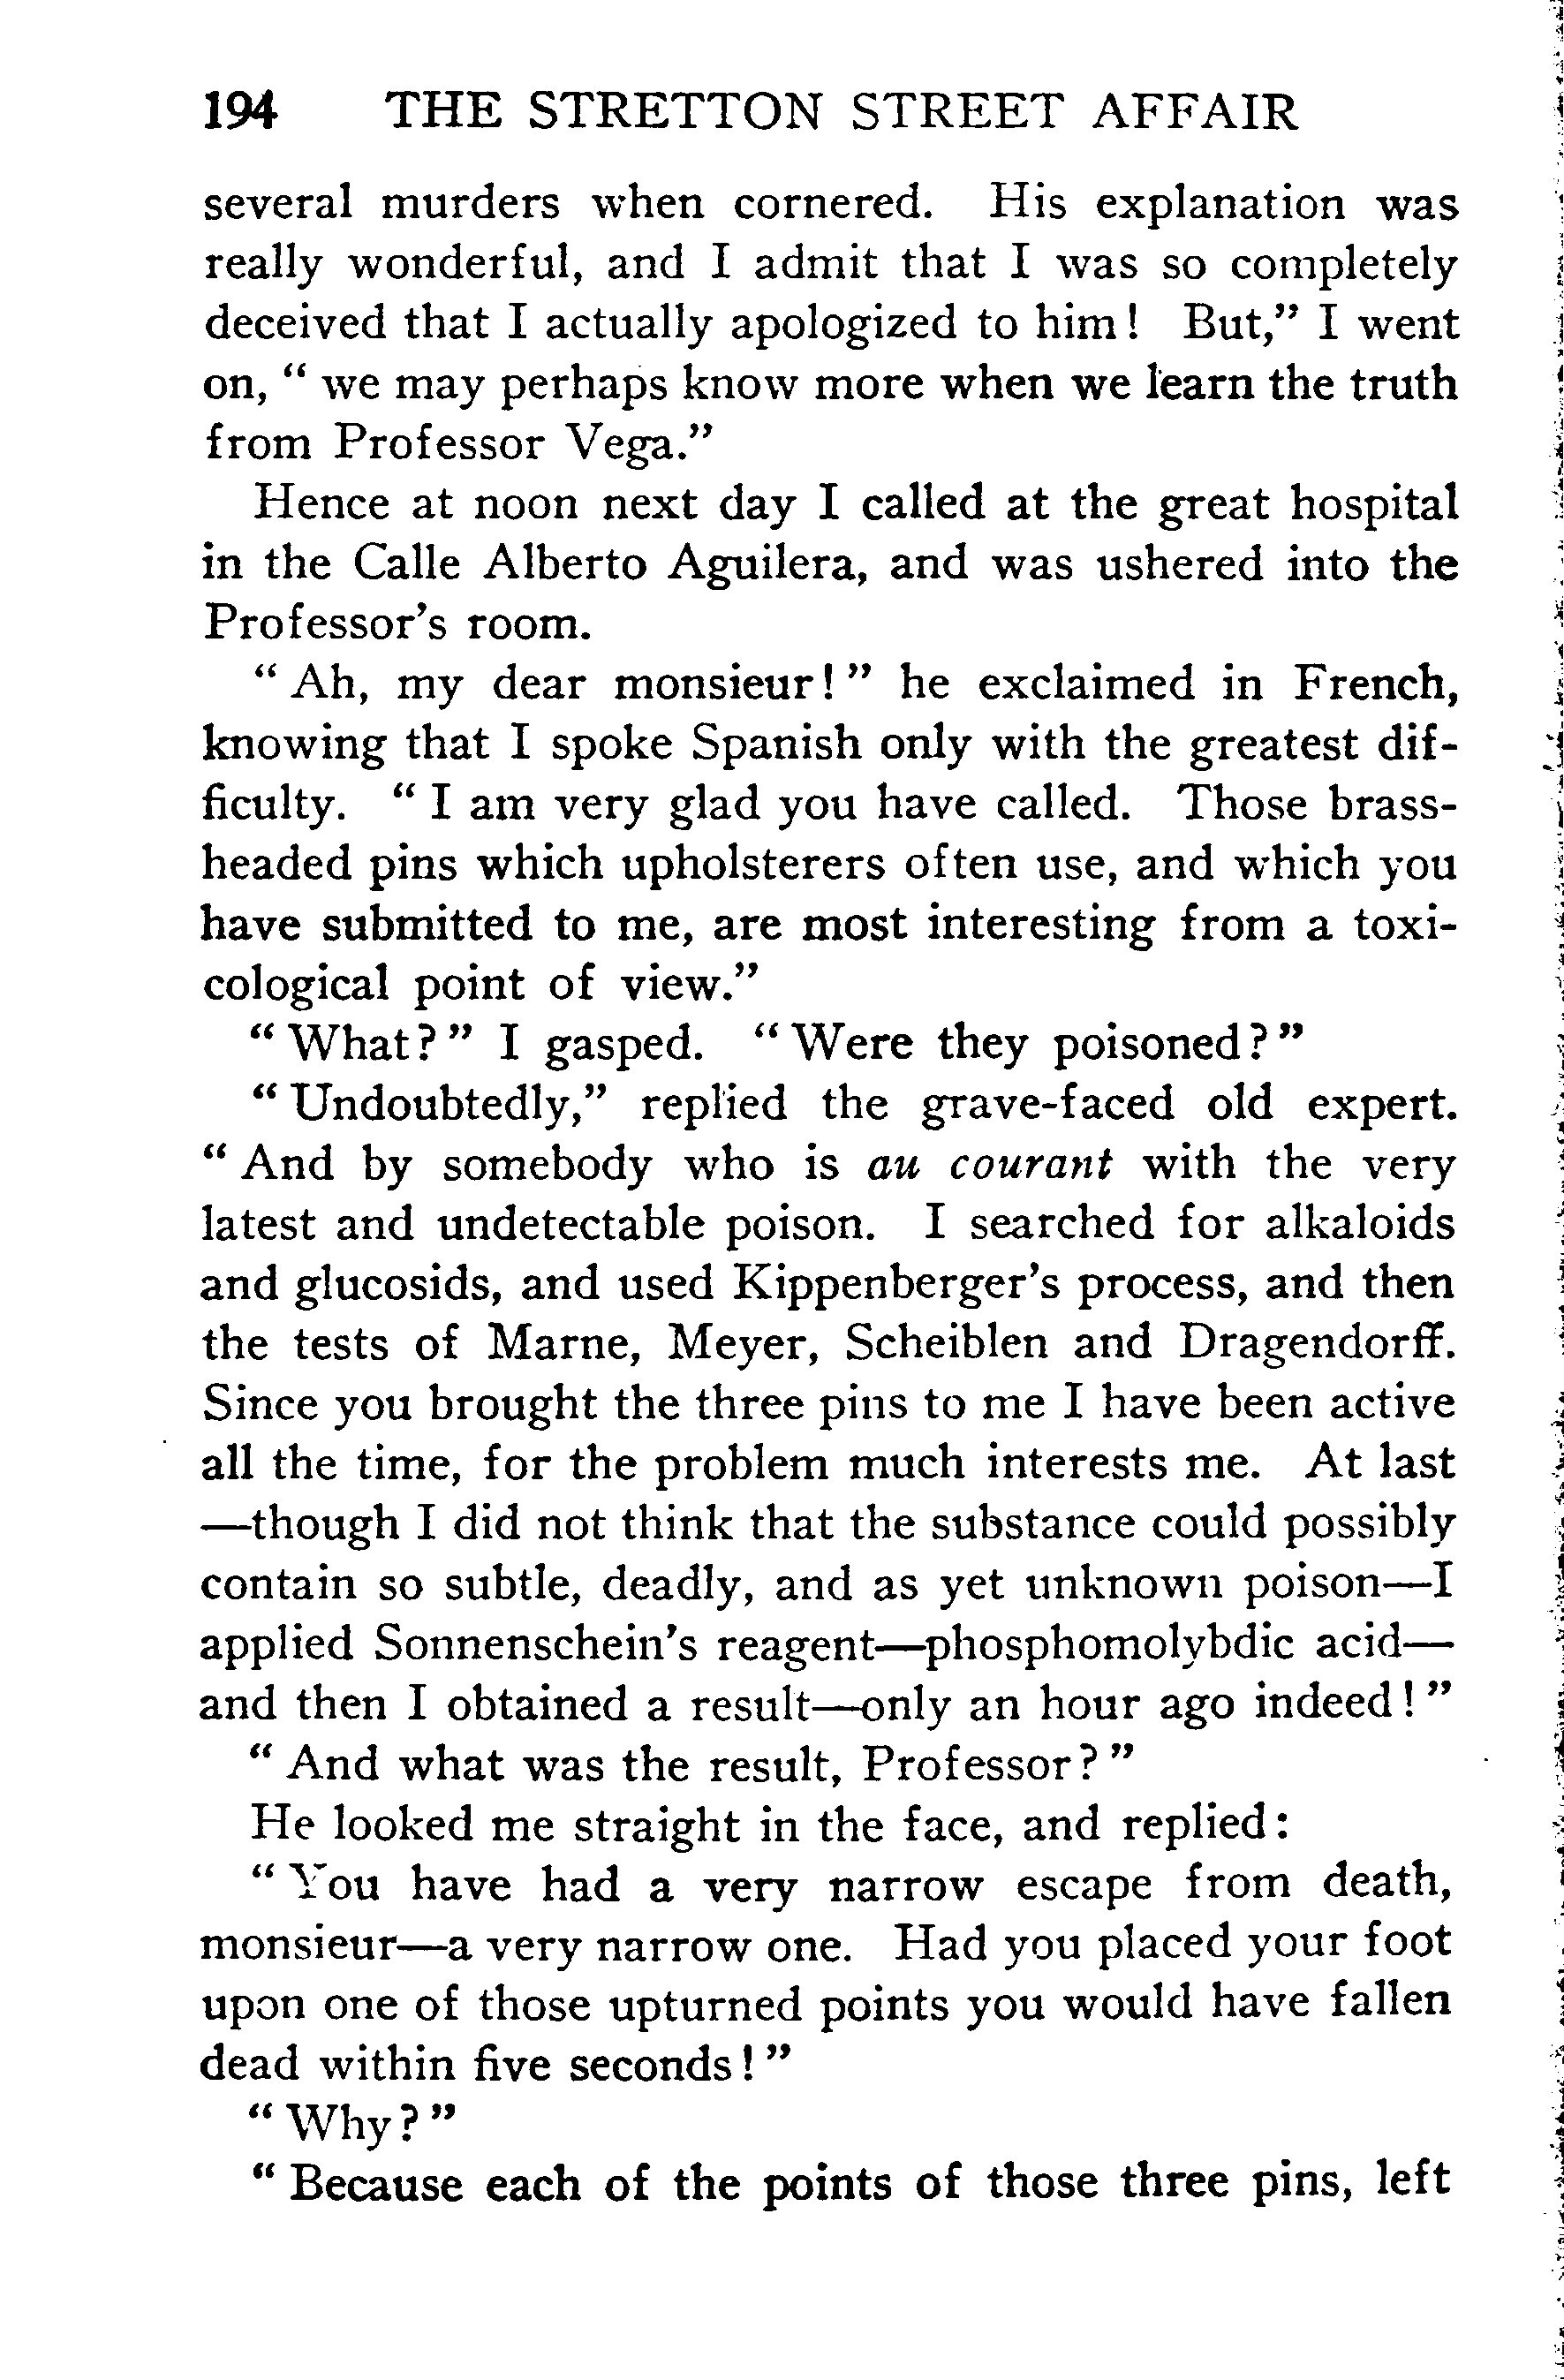 194 THE STRETTON STREET AFFAIR
several murders when cornered. His explanation was
really wonderful, and I admit that I was so completely
deceived that I actually apologized to him! But,” I went
on, “ we may perhaps know more when we learn the truth
from Professor Vega.”
Hence at noon next day I called at the great hospital
in the Calle Alberto Aguilera, and was ushered into the
Professor’s room.
“ Ah, my dear monsieur! ” he exclaimed in French,
knowing that I spoke Spanish only with the greatest dif-
ficulty. “ I am very glad you have called. Those brass-
headed pins which upholsterers often use, and which you
have submitted to me, are most interesting from a toxi-
cological point of view.”
“ What? ” I gasped. “ Were they poisoned? ”
“ Undoubtedly,” replied the grave-faced old expert.
“ And by somebody who is au courant with the very
latest and undetectable poison. I searched for alkaloids
and glucosids, and used Kippenberger’s process, and then
the tests of Marne, Meyer, Scheiblen and Dragendorff.
Since you brought the three pins to me I have been active
all the time, for the problem much interests me. At last
—though I did not think that the substance could possibly
contain so subtle, deadly, and as yet unknown poison—I
applied Sonnenschein’s reagent—phosphomolybdic acid—
and then I obtained a result—only an hour ago indeed! ”
“ And what was the result, Professor? ”
He looked me straight in the face, and replied:
“ You have had a very narrow escape from death,
monsieur—a very narrow one. Had you placed your foot
upon one of those upturned points you would have fallen
dead within five seconds! ”
“ Why? ”
“ Because each of the points of those three pins, left